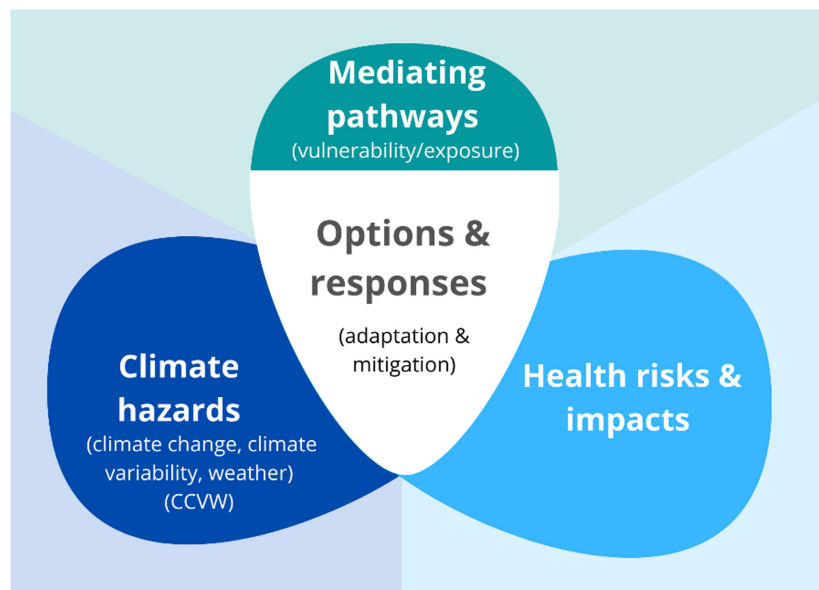 Mediating
pathways
(vulnerability/exposure)
Options &
responses
(adaptation &
mitigation)
Climate
hazards
(climate change, climate
variability, weather)
(CCVW)
Health risks &
impacts